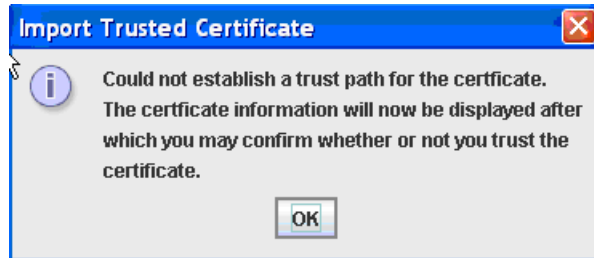 Import Trusted Certificate
Could not establish a trust path for the certficate.
The certficate information will now be displayed after
which you may confirm whether or not you trust the
certificate.
OK